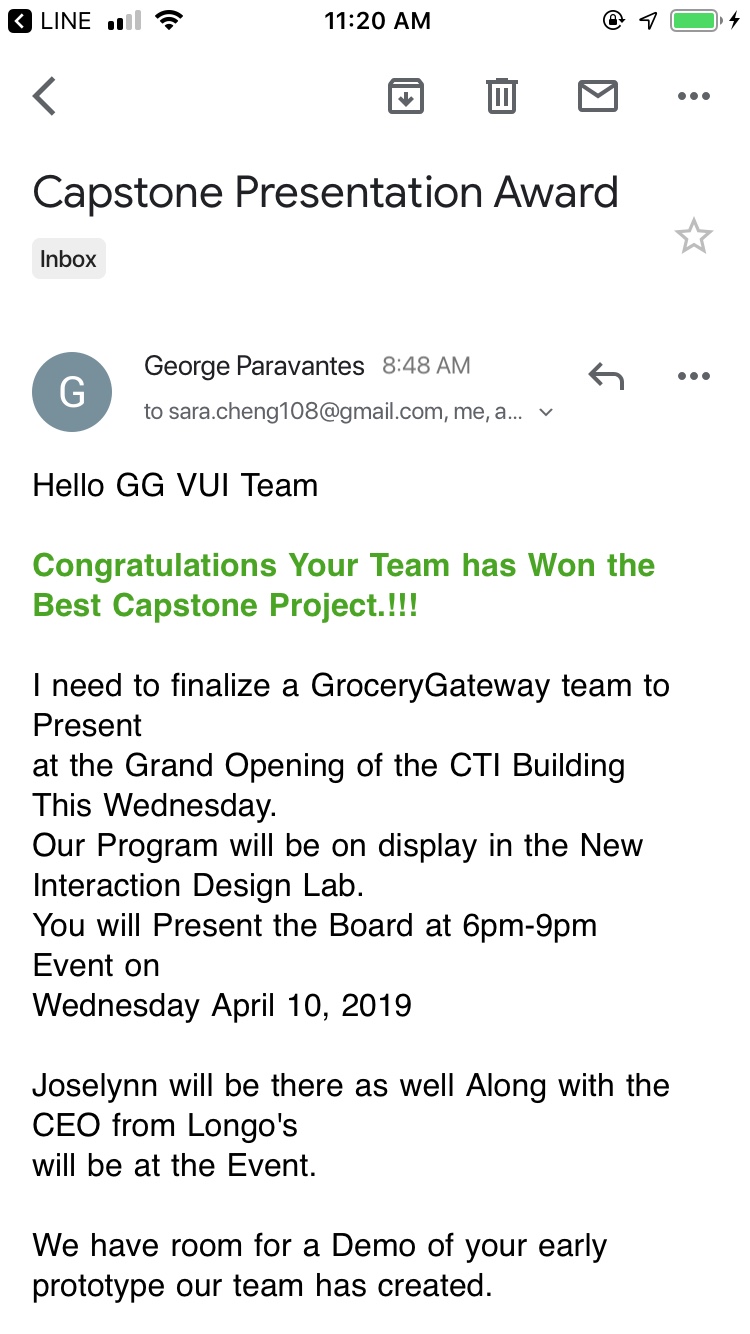 LINE 11:20 AM
Capstone Presentation Award
Inbox
G
George Paravantes 8:48 AM
to sara.cheng108@gmail.com, me, a...
Hello GG VUI Team
Congratulations Your Team has Won the
Best Capstone Project.!!!
I need to finalize a GroceryGateway team to
Present
at the Grand Opening of the CTI Building
This Wednesday.
Our Program will be on display in the New
Interaction Design Lab.
You will Present the Board at 6pm-9pm
Event on
Wednesday April 10, 2019
Joselynn will be there as well Along with the
CEO from Longo's
will be at the Event.
We have room for a Demo of your early
prototype our team has created.